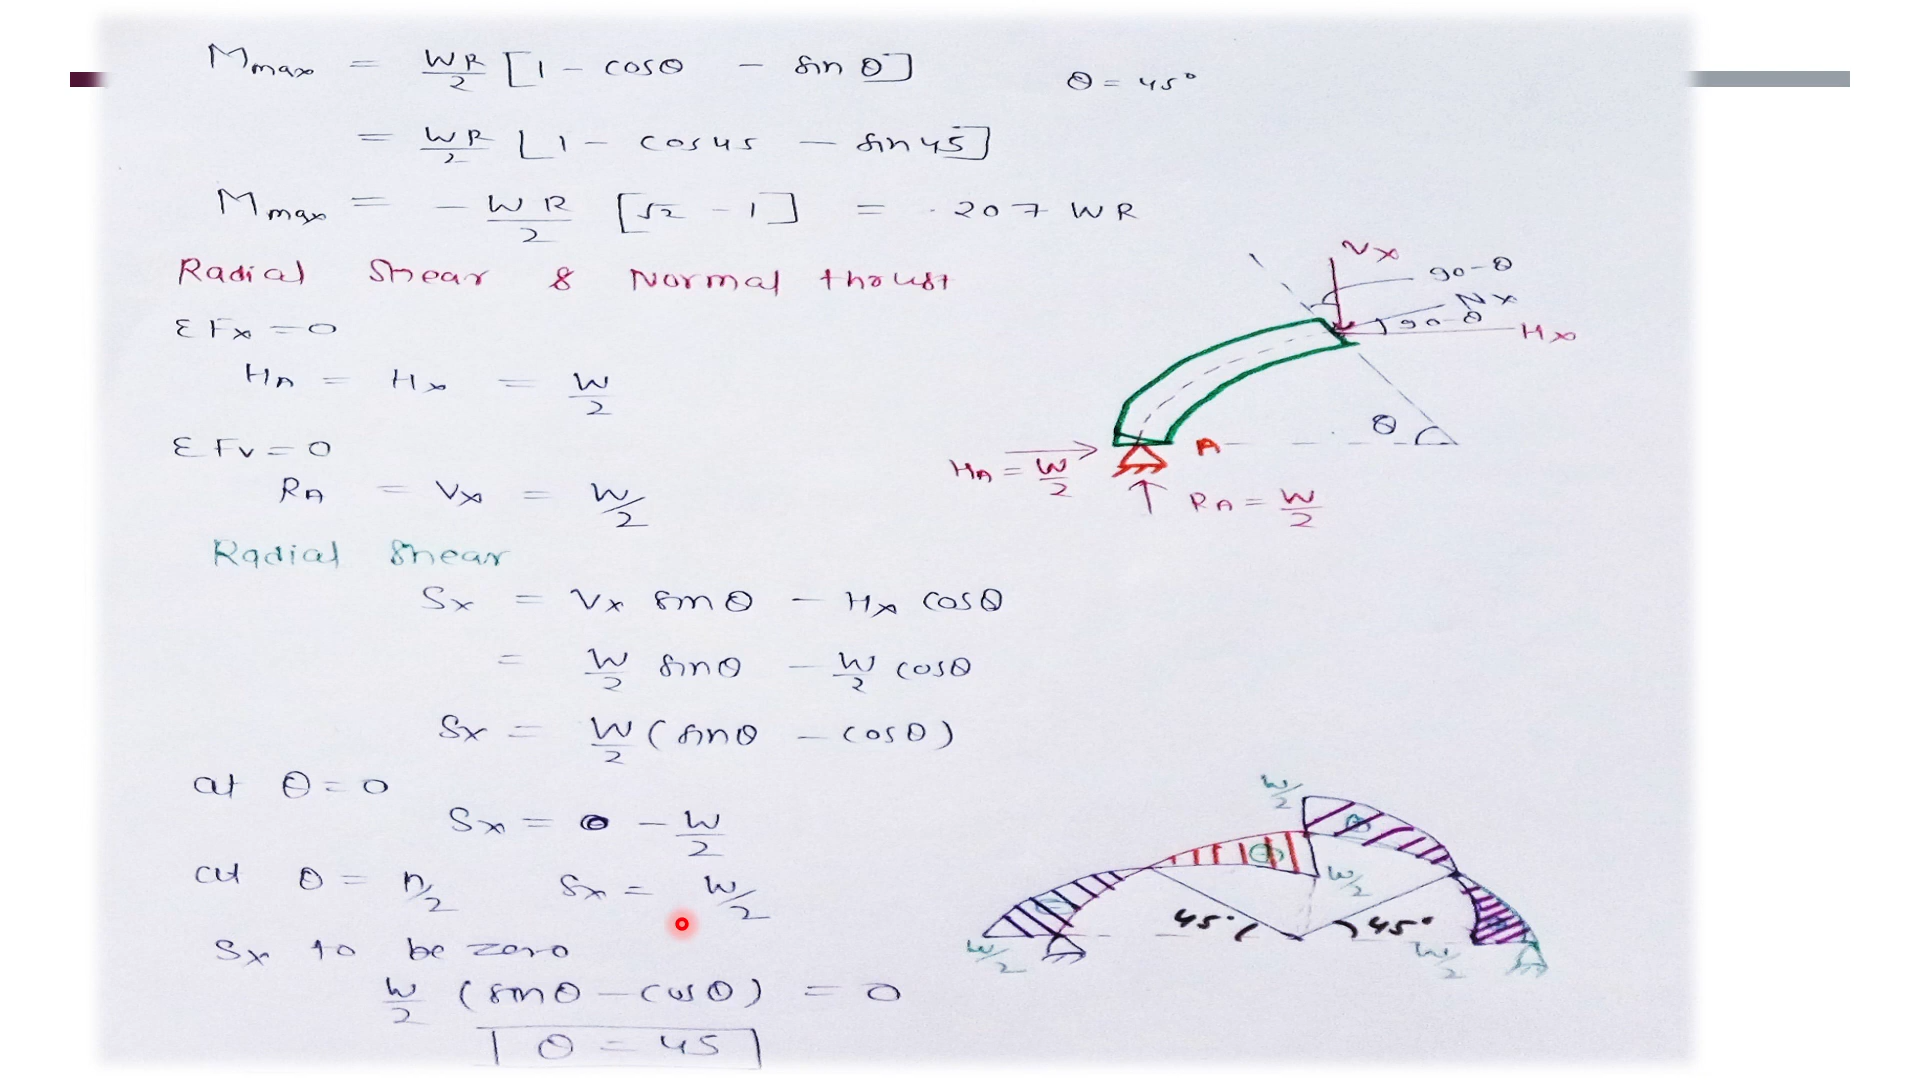 Mmax = WR/2 [1 - cosθ - sinθ] θ = 45°
= WR/2 [1 - cos45 - sin45]
Mmax = - WR/2 [√2 - 1] = .207 WR
Radial Shear & Normal thrust
ΣFx = 0
HA = Hx = W/2
ΣFv = 0
RA = Vx = W/2
Radial Shear
Sx = Vx sinθ - Hx cosθ
= W/2 sinθ - W/2 cosθ
Sx = W/2 (sinθ - cosθ)
at θ = 0
Sx = 0 - W/2
at θ = π/2 Sx = W/2
Sx to be zero
W/2 (sinθ - cosθ) = 0
θ = 45
Vx
90-θ
Nx
90-θ
Hx
θ
A
HA = W/2
RA = W/2
W/2
W/2
45°
45°
W/2
W/2